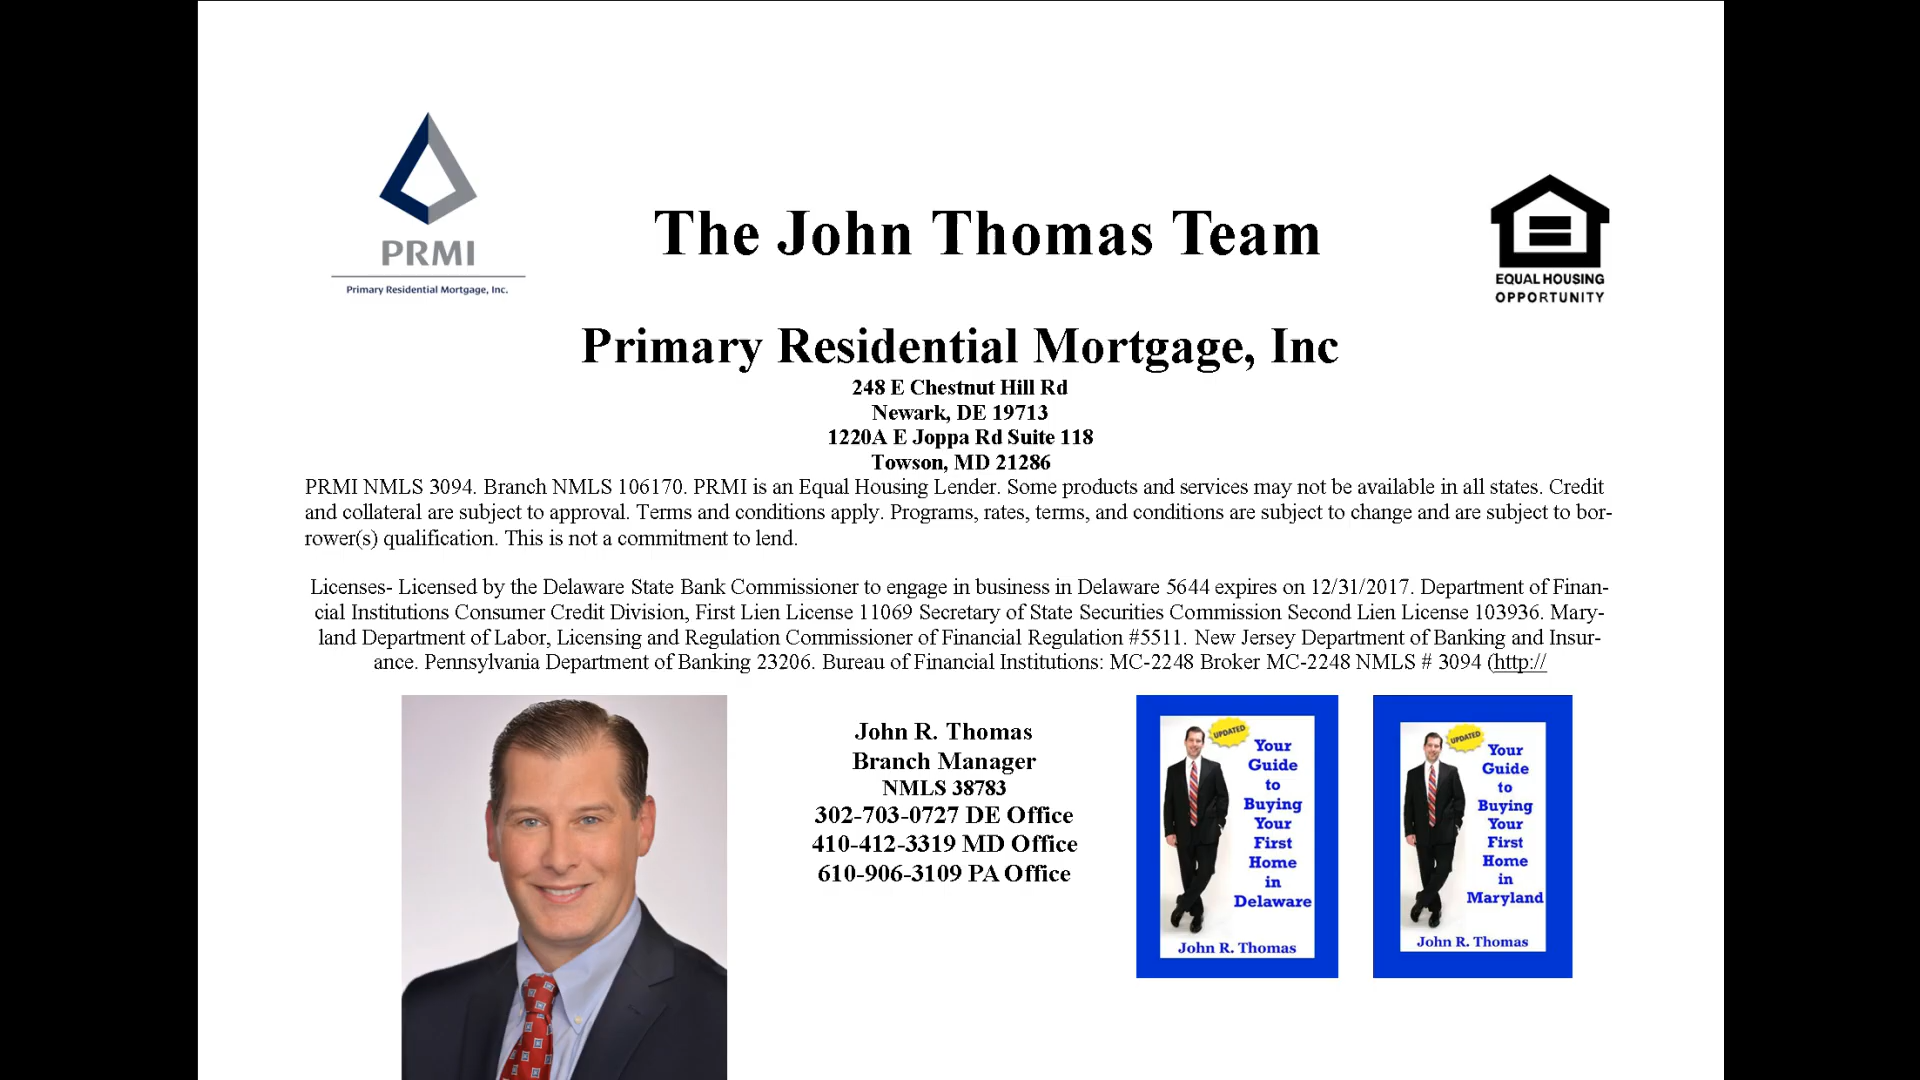 PRMI
Primary Residential Mortgage, Inc.
The John Thomas Team
EQUAL HOUSING
OPPORTUNITY
Primary Residential Mortgage, Inc
248 E Chestnut Hill Rd
Newark, DE 19713
1220A E Joppa Rd Suite 118
Towson, MD 21286
PRMI NMLS 3094. Branch NMLS 106170. PRMI is an Equal Housing Lender. Some products and services may not be available in all states. Credit
and collateral are subject to approval. Terms and conditions apply. Programs, rates, terms, and conditions are subject to change and are subject to bor-
rower(s) qualification. This is not a commitment to lend.
Licenses- Licensed by the Delaware State Bank Commissioner to engage in business in Delaware 5644 expires on 12/31/2017. Department of Finan-
cial Institutions Consumer Credit Division, First Lien License 11069 Secretary of State Securities Commission Second Lien License 103936. Mary-
land Department of Labor, Licensing and Regulation Commissioner of Financial Regulation #5511. New Jersey Department of Banking and Insur-
ance. Pennsylvania Department of Banking 23206. Bureau of Financial Institutions: MC-2248 Broker MC-2248 NMLS # 3094 (http://
John R. Thomas
Branch Manager
NMLS 38783
302-703-0727 DE Office
410-412-3319 MD Office
610-906-3109 PA Office
UPDATED
Your
Guide
to
Buying
Your
First
Home
in
Delaware
John R. Thomas
UPDATED
Your
Guide
to
Buying
Your
First
Home
in
Maryland
John R. Thomas